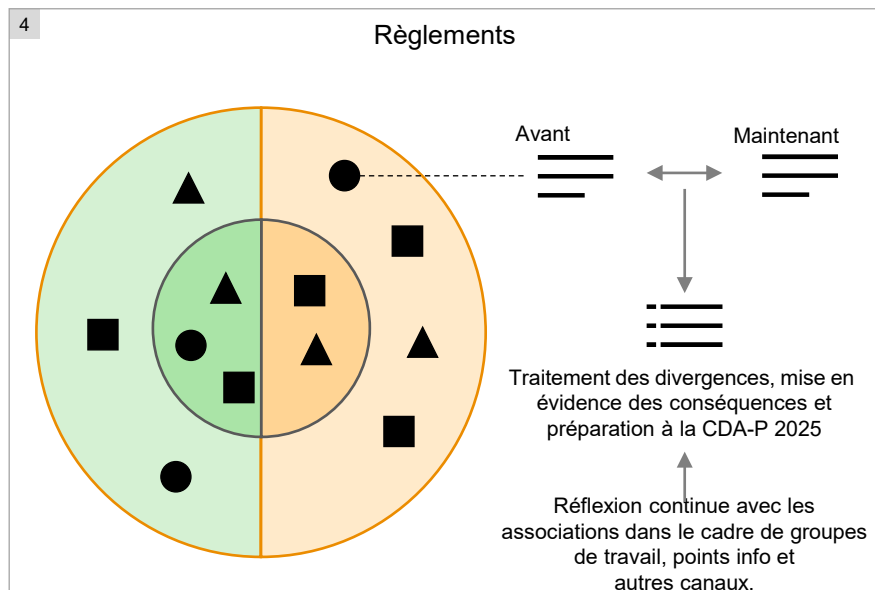 4
Règlements
Avant
Maintenant
Traitement des divergences, mise en
évidence des conséquences et
préparation à la CDA-P 2025
Réflexion continue avec les
associations dans le cadre de groupes
de travail, points info et
autres canaux.